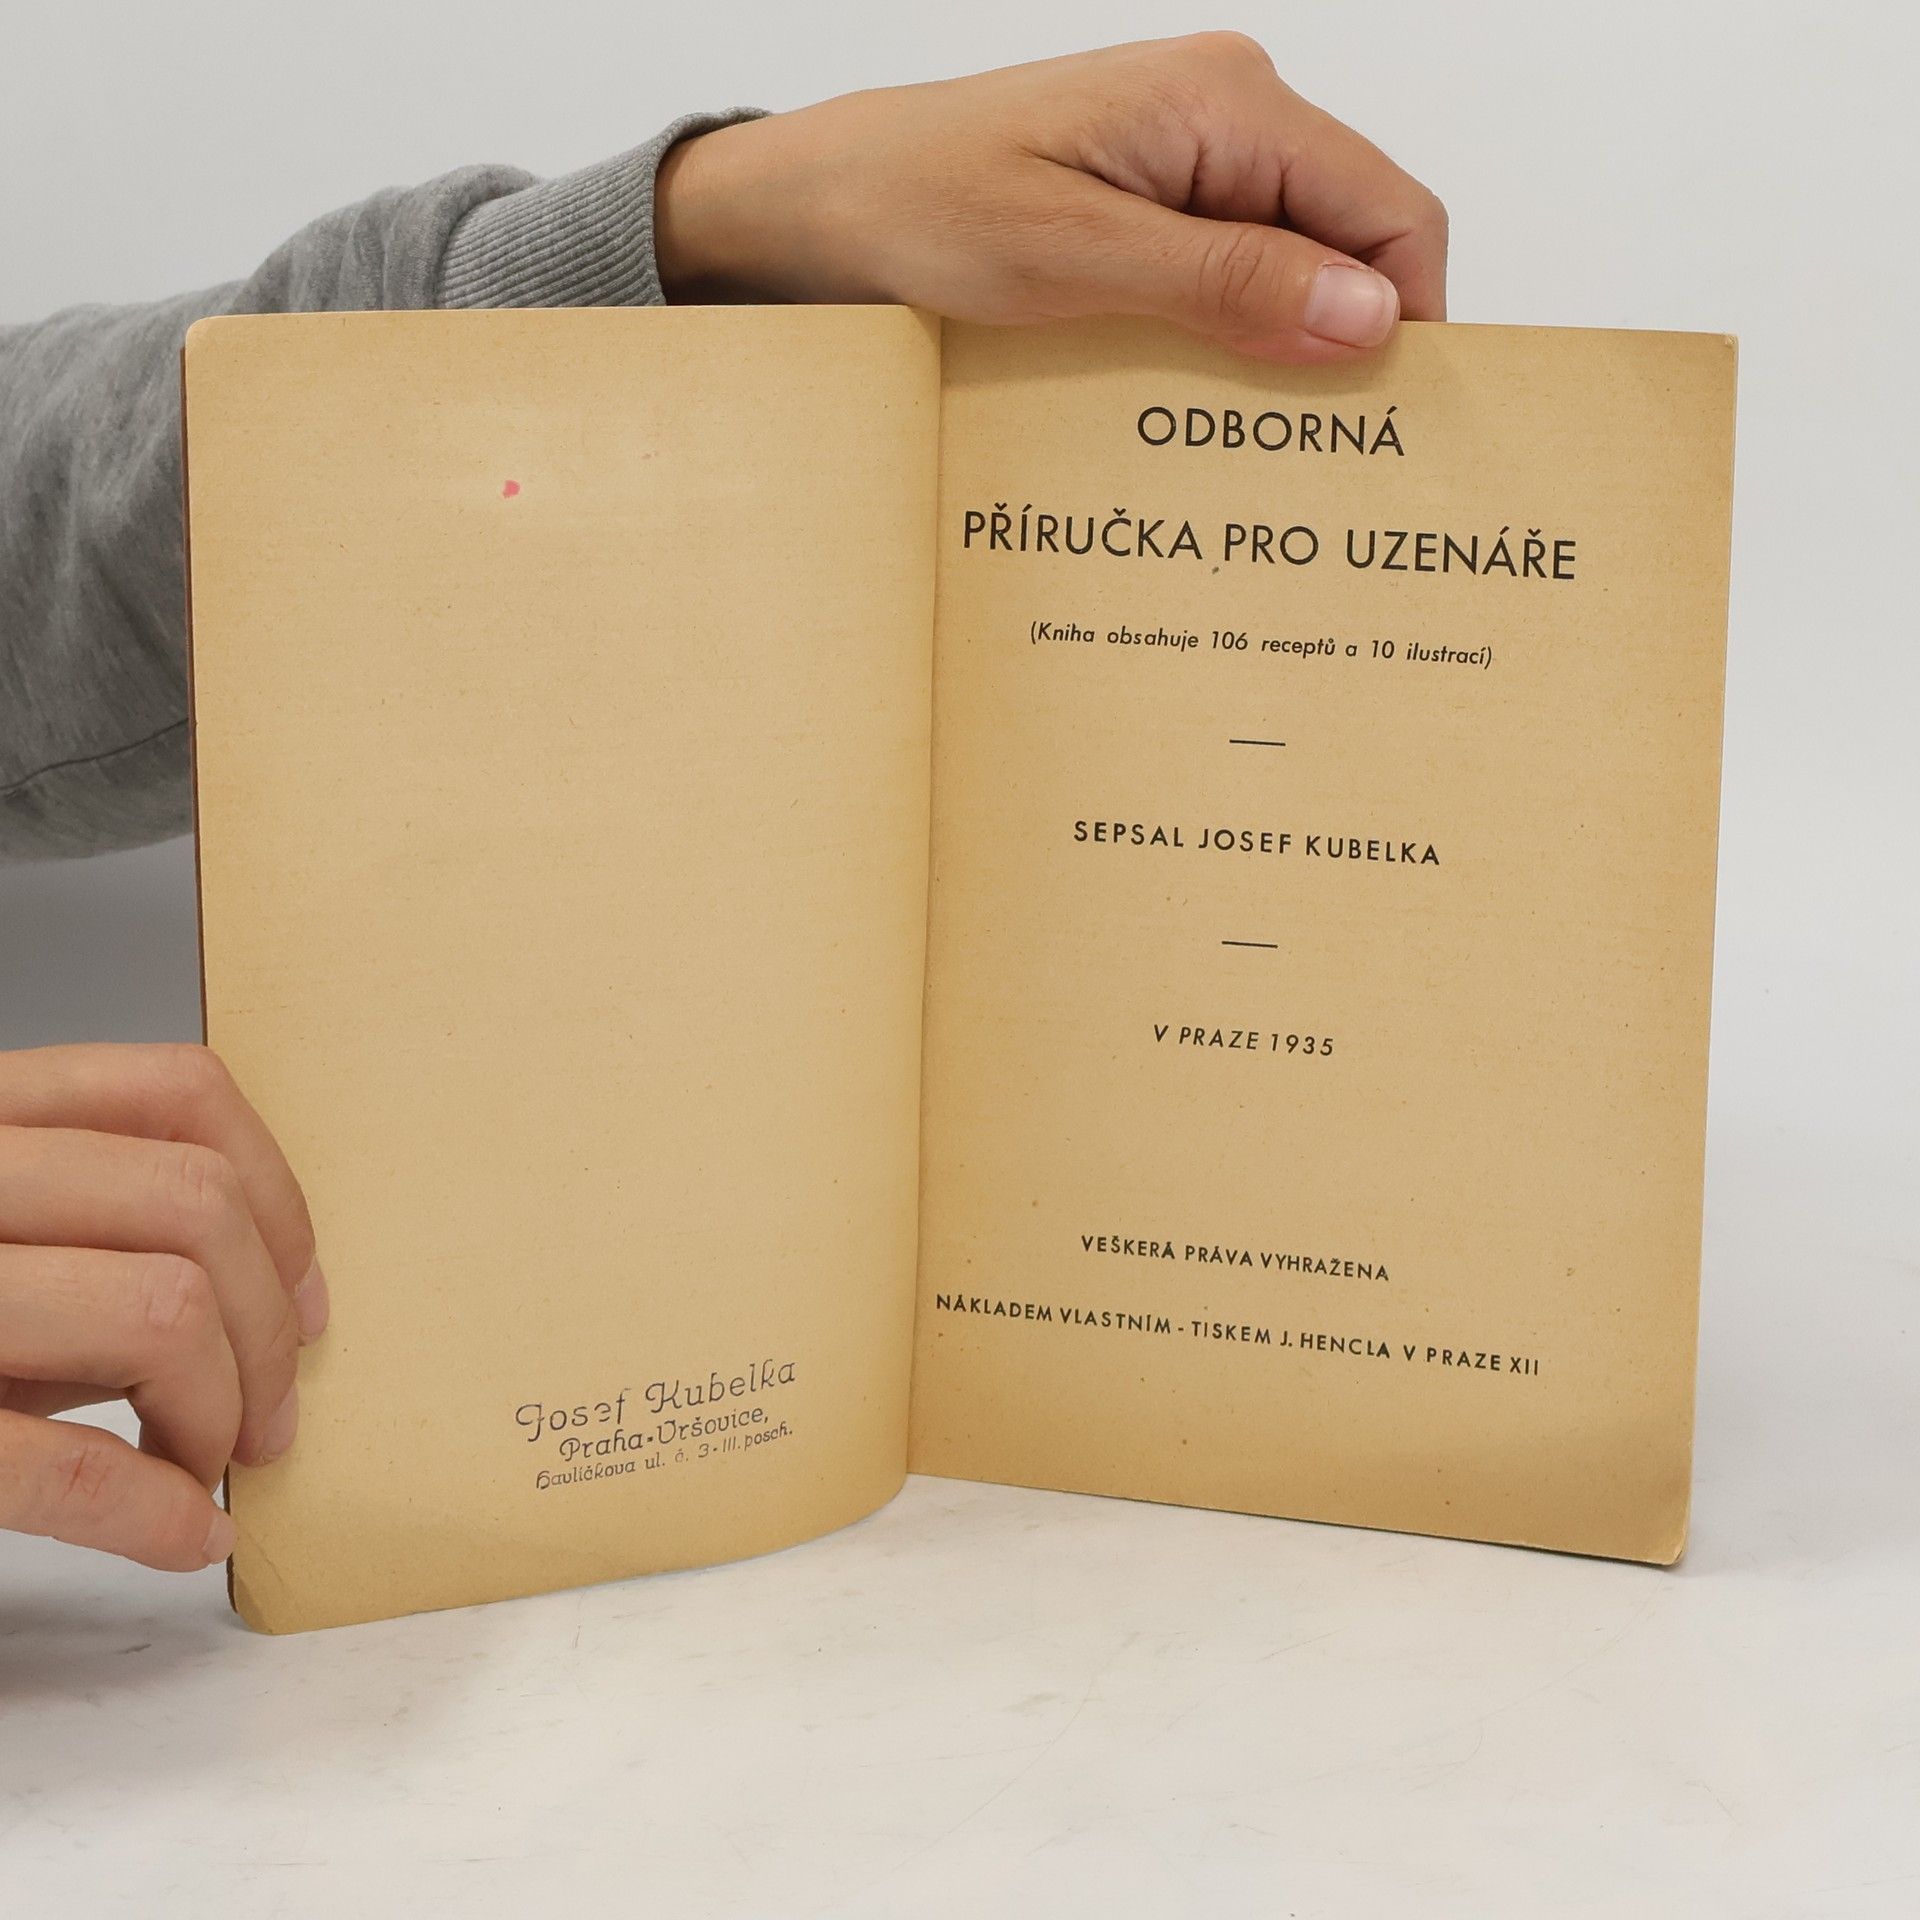 Josef Kubelka
Praha-Vršovice,
Havlíčkova ul. č. 3-III. posch.
ODBORNÁ
PŘÍRUČKA PRO UZENÁŘE
(Kniha obsahuje 106 receptů a 10 ilustrací)
SEPSAL JOSEF KUBELKA
V PRAZE 1935
VEŠKERÁ PRÁVA VYHRAŽENA
NÁKLADEM VLASTNÍM - TISKEM J. HENCLA V PRAZE XII